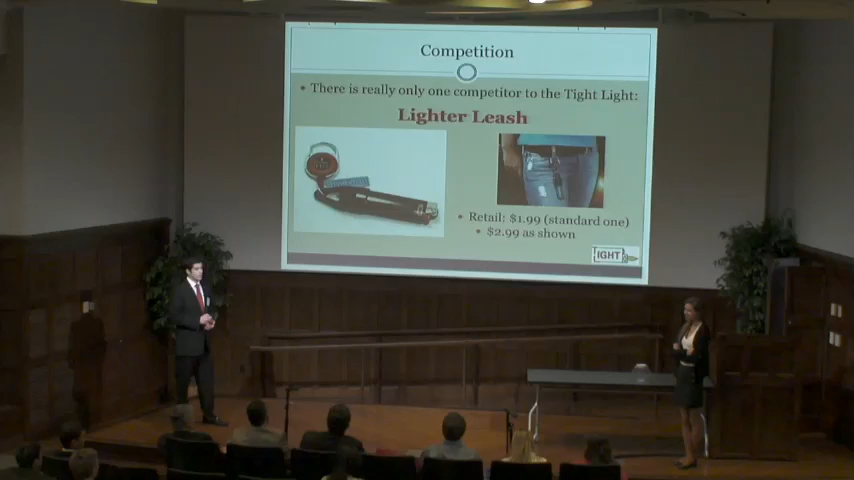 Competition
• There is really only one competitor to the Tight Light:
Lighter Leash
• Retail: $1.99 (standard one)
• $2.99 as shown
IGHT